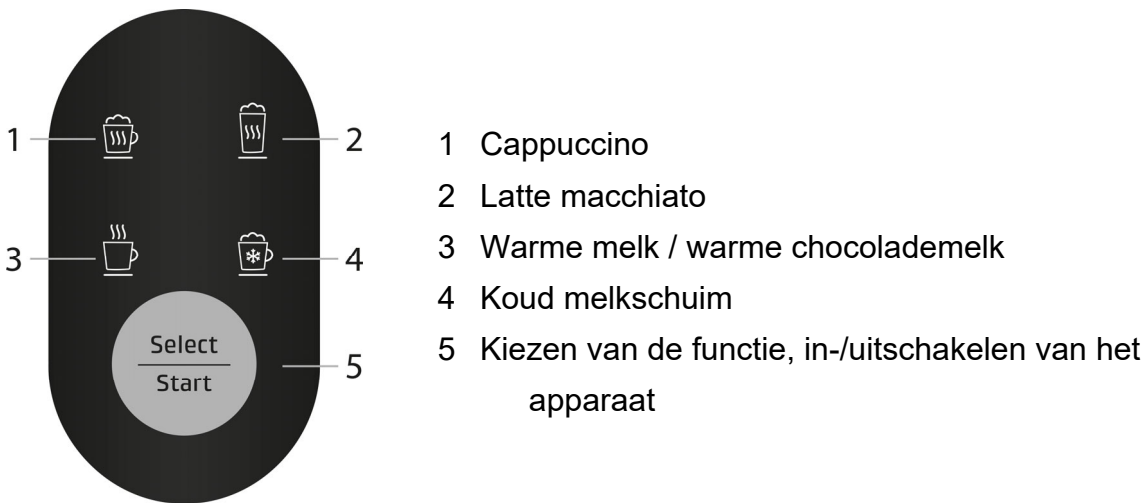 1
2
3
4
Select
Start
5
1 Cappuccino
2 Latte macchiato
3 Warme melk / warme chocolademelk
4 Koud melkschuim
5 Kiezen van de functie, in-/uitschakelen van het
apparaat